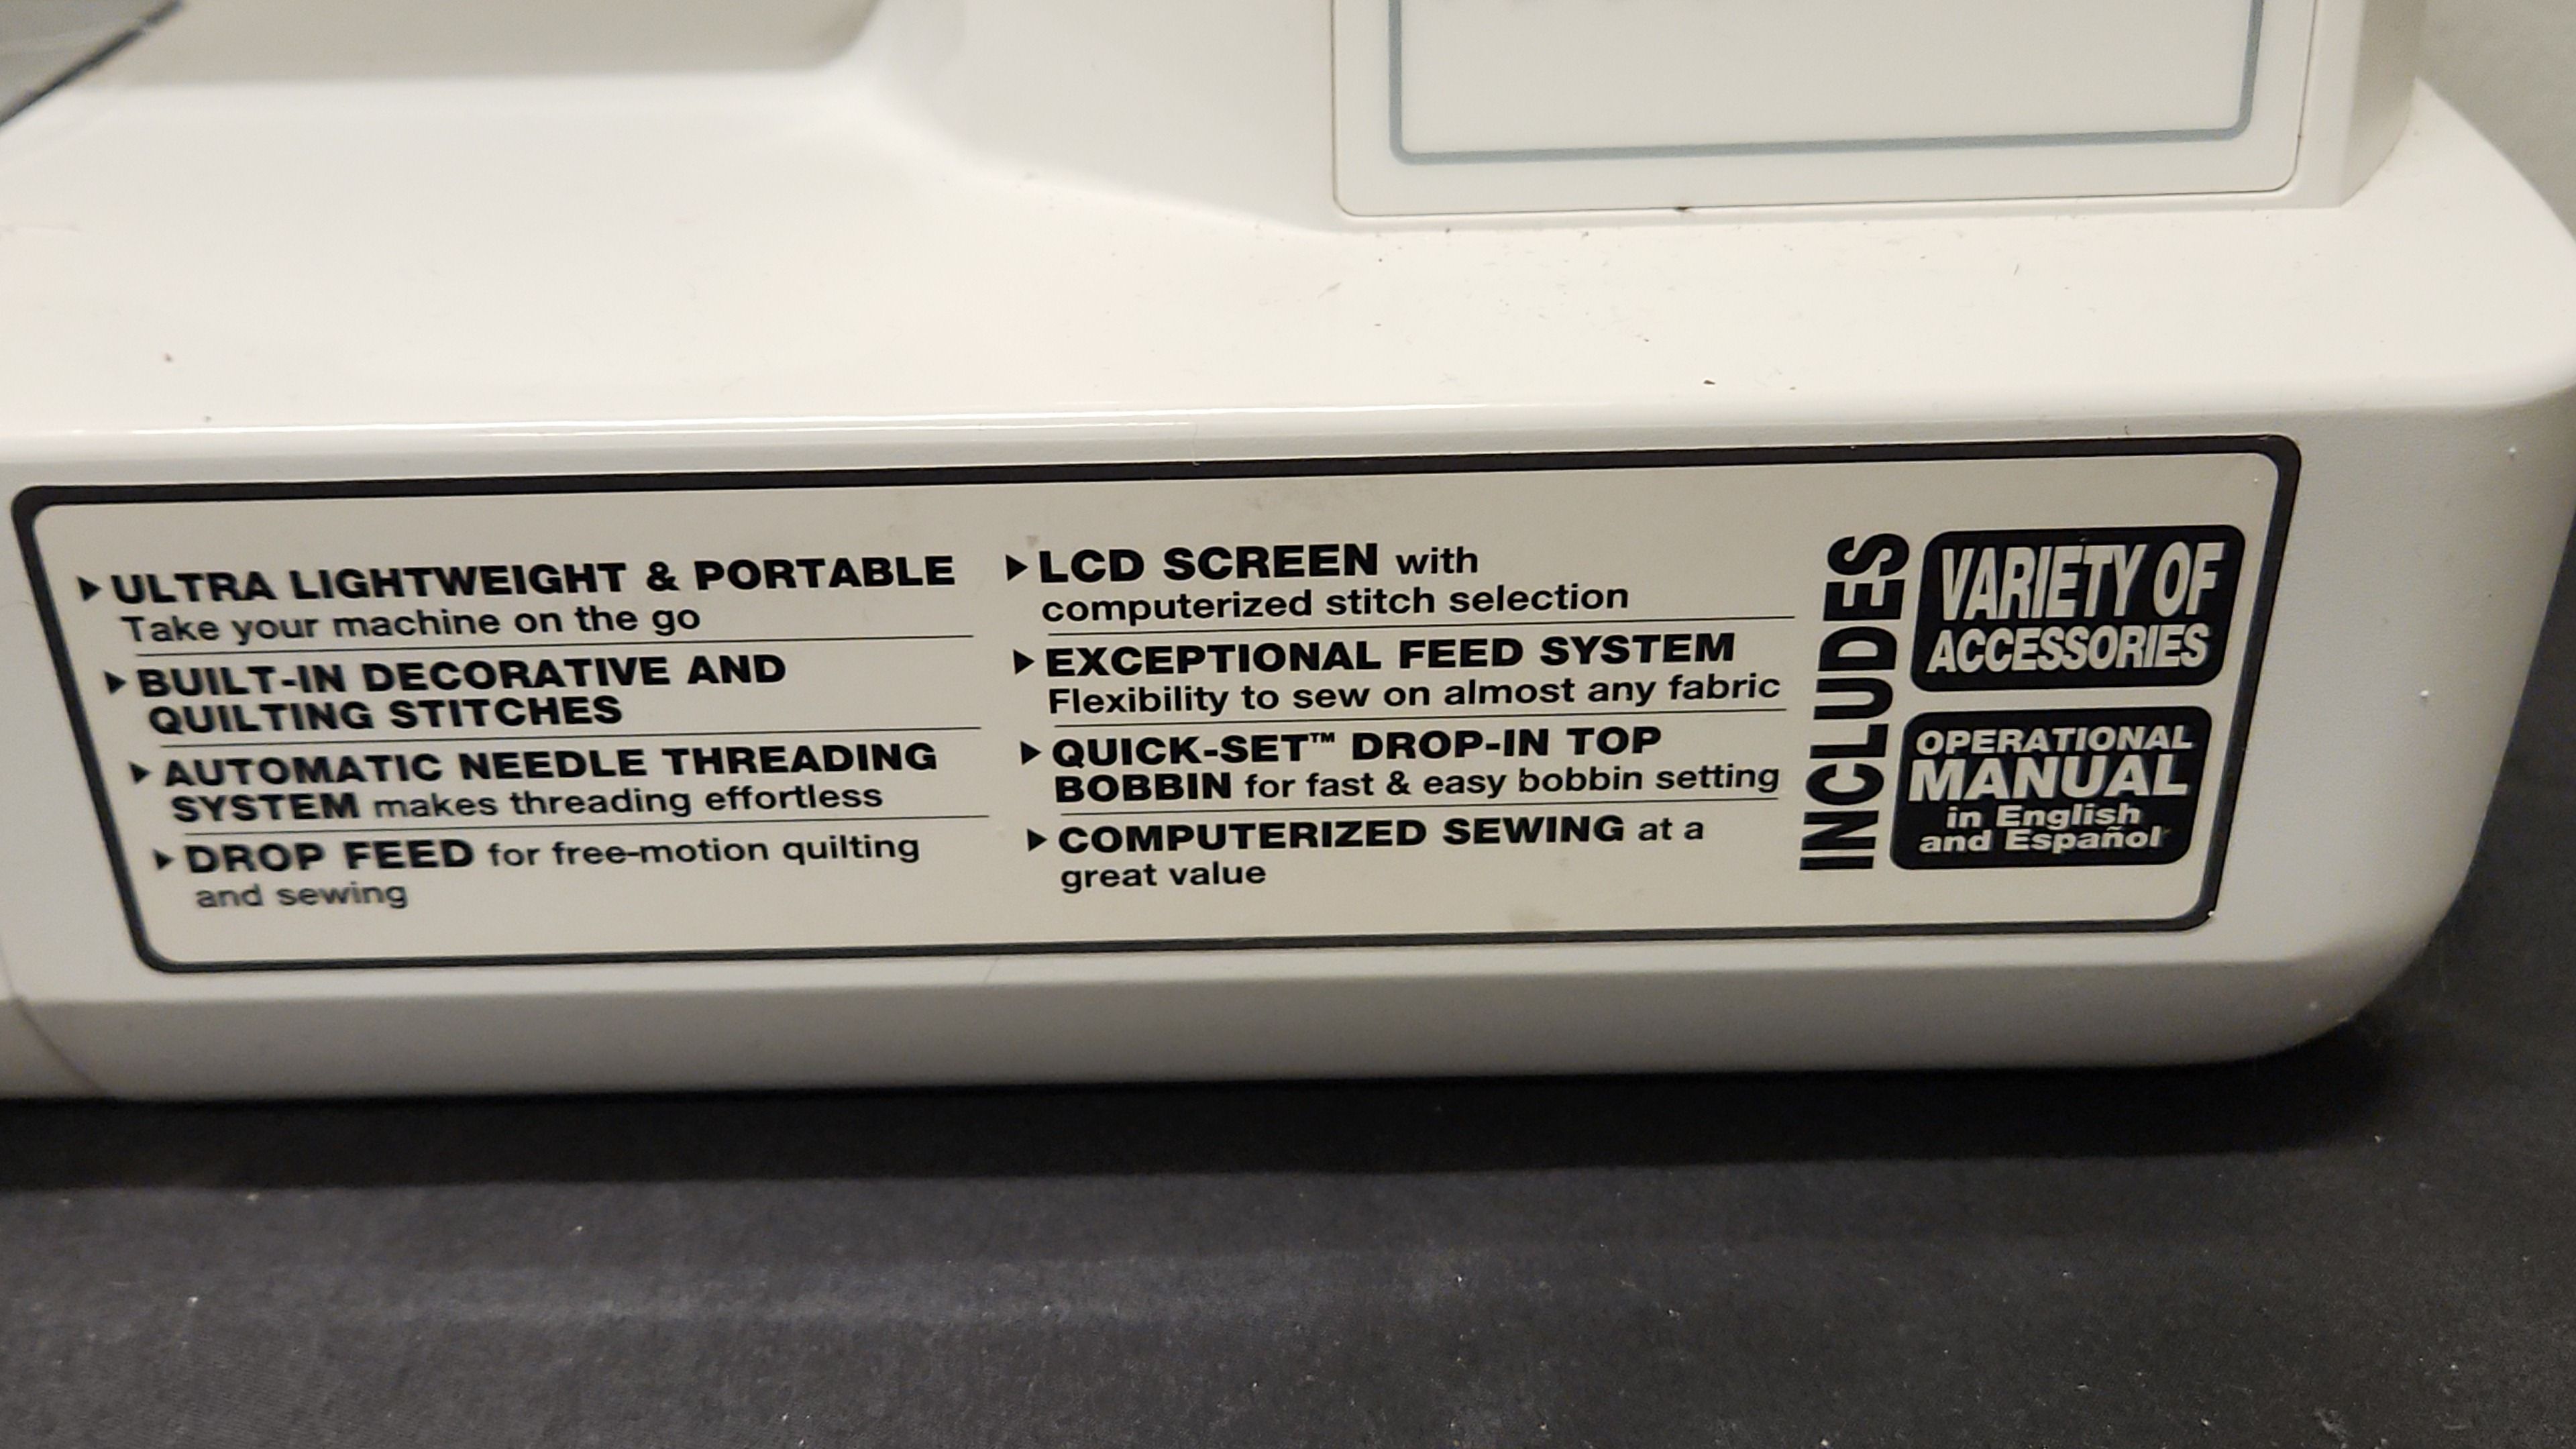 ▶ULTRA LIGHTWEIGHT & PORTABLE
Take your machine on the go
▶BUILT-IN DECORATIVE AND
QUILTING STITCHES
▶AUTOMATIC NEEDLE THREADING
SYSTEM makes threading effortless
▶DROP FEED for free-motion quilting
and sewing
▶LCD SCREEN with
computerized stitch selection
▶EXCEPTIONAL FEED SYSTEM
Flexibility to sew on almost any fabric
▶QUICK-SET™ DROP-IN TOP
BOBBIN for fast & easy bobbin setting
▶COMPUTERIZED SEWING at a
great value
INCLUDES
VARIETY OF
ACCESSORIES
OPERATIONAL
MANUAL
in English
and Español